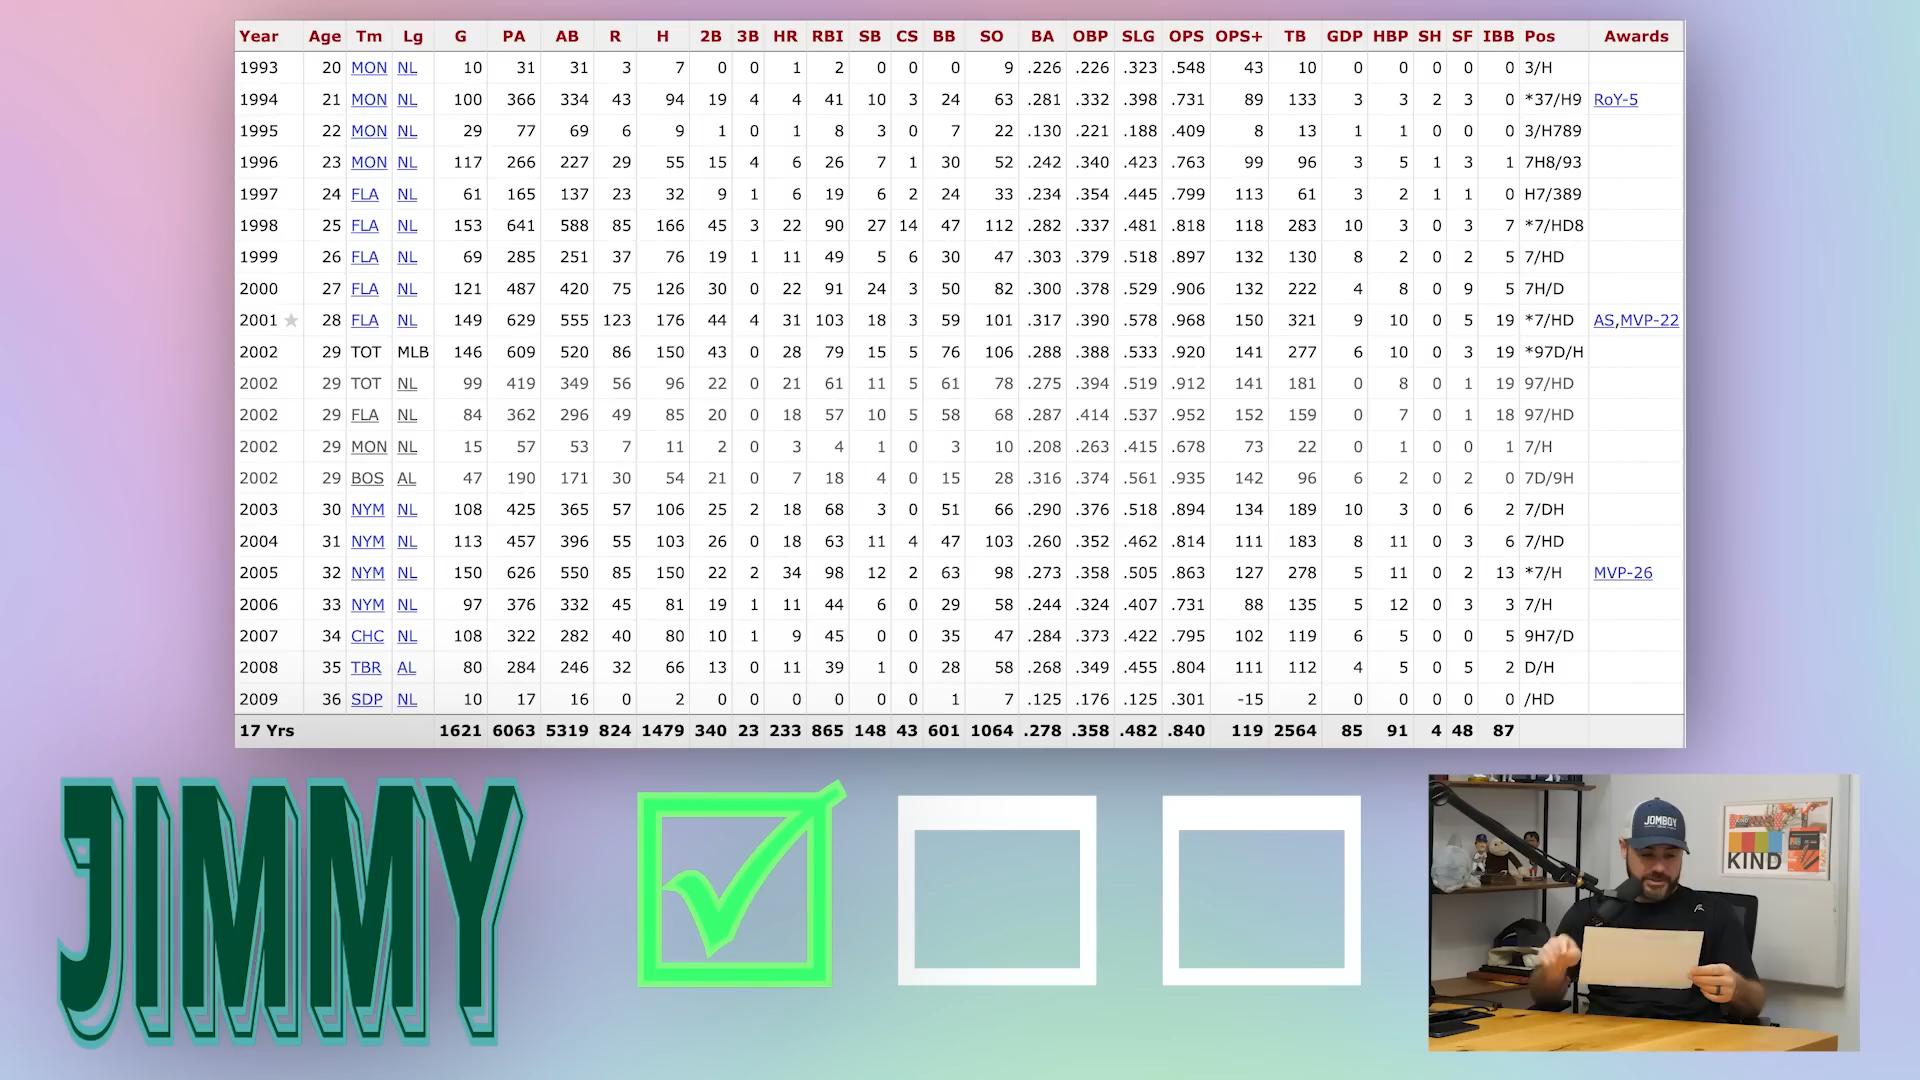 Year Age Tm Lg G PA AB R H 2B 3B HR RBI SB CS BB SO BA OBP SLG OPS OPS+ TB GDP HBP SH SF IBB Pos Awards
1993 20 MON NL 10 31 31 3 7 0 0 1 2 0 0 0 9 .226 .226 .323 .548 43 10 0 0 0 0 0 3/H
1994 21 MON NL 100 366 334 43 94 19 4 4 41 10 3 24 63 .281 .332 .398 .731 89 133 3 3 2 3 0 *37/H9 RoY-5
1995 22 MON NL 29 77 69 6 9 1 0 1 8 3 0 7 22 .130 .221 .188 .409 8 13 1 1 0 0 0 3/H789
1996 23 MON NL 117 266 227 29 55 15 4 6 26 7 1 30 52 .242 .340 .423 .763 99 96 3 5 1 3 1 7H8/93
1997 24 FLA NL 61 165 137 23 32 9 1 6 19 6 2 24 33 .234 .354 .445 .799 113 61 3 2 1 1 0 H7/389
1998 25 FLA NL 153 641 588 85 166 45 3 22 90 27 14 47 112 .282 .337 .481 .818 118 283 10 3 0 3 7 *7/HD8
1999 26 FLA NL 69 285 251 37 76 19 1 11 49 5 6 30 47 .303 .379 .518 .897 132 130 8 2 0 2 5 7/HD
2000 27 FLA NL 121 487 420 75 126 30 0 22 91 24 3 50 82 .300 .378 .529 .906 132 222 4 8 0 9 5 7H/D
2001 ★ 28 FLA NL 149 629 555 123 176 44 4 31 103 18 3 59 101 .317 .390 .578 .968 150 321 9 10 0 5 19 *7/HD AS,MVP-22
2002 29 TOT MLB 146 609 520 86 150 43 0 28 79 15 5 76 106 .288 .388 .533 .920 141 277 6 10 0 3 19 *97D/H
2002 29 TOT NL 99 419 349 56 96 22 0 21 61 11 5 61 78 .275 .394 .519 .912 141 181 0 8 0 1 19 97/HD
2002 29 FLA NL 84 362 296 49 85 20 0 18 57 10 5 58 68 .287 .414 .537 .952 152 159 0 7 0 1 18 97/HD
2002 29 MON NL 15 57 53 7 11 2 0 3 4 1 0 3 10 .208 .263 .415 .678 73 22 0 1 0 0 1 7/H
2002 29 BOS AL 47 190 171 30 54 21 0 7 18 4 0 15 28 .316 .374 .561 .935 142 96 6 2 0 2 0 7D/9H
2003 30 NYM NL 108 425 365 57 106 25 2 18 68 3 0 51 66 .290 .376 .518 .894 134 189 10 3 0 6 2 7/DH
2004 31 NYM NL 113 457 396 55 103 26 0 18 63 11 4 47 103 .260 .352 .462 .814 111 183 8 11 0 3 6 7/HD
2005 32 NYM NL 150 626 550 85 150 22 2 34 98 12 2 63 98 .273 .358 .505 .863 127 278 5 11 0 2 13 *7/H MVP-26
2006 33 NYM NL 97 376 332 45 81 19 1 11 44 6 0 29 58 .244 .324 .407 .731 88 135 5 12 0 3 3 7/H
2007 34 CHC NL 108 322 282 40 80 10 1 9 45 0 0 35 47 .284 .373 .422 .795 102 119 6 5 0 0 5 9H7/D
2008 35 TBR AL 80 284 246 32 66 13 0 11 39 1 0 28 58 .268 .349 .455 .804 111 112 4 5 0 5 2 D/H
2009 36 SDP NL 10 17 16 0 2 0 0 0 0 0 0 1 7 .125 .176 .125 .301 -15 2 0 0 0 0 0 /HD
17 Yrs 1621 6063 5319 824 1479 340 23 233 865 148 43 601 1064 .278 .358 .482 .840 119 2564 85 91 4 48 87
JIMMY
JOMBOY
KIND